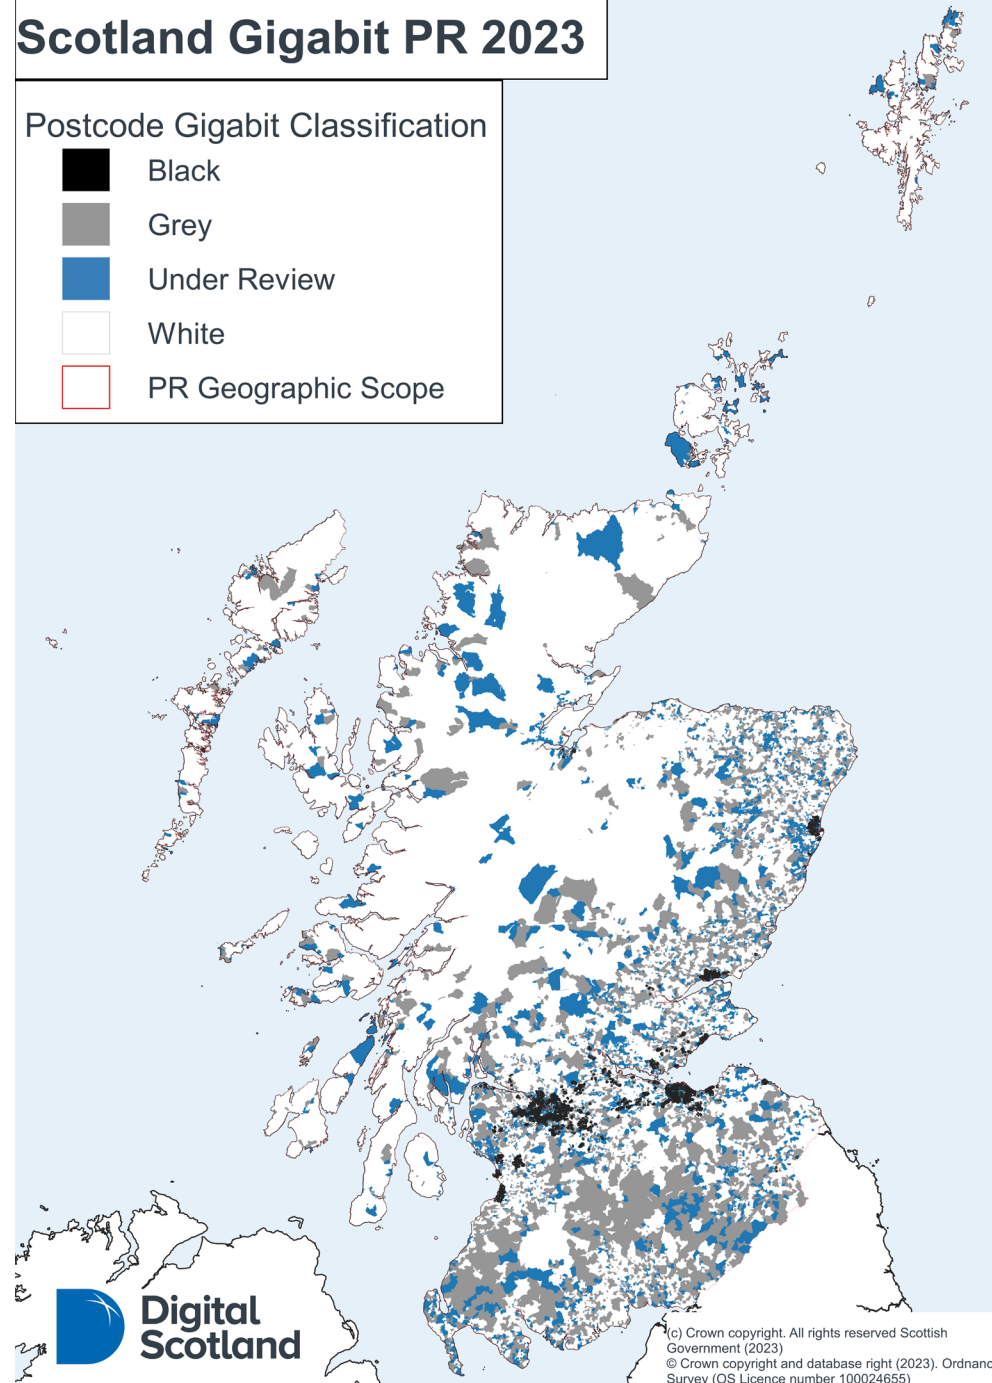 Scotland Gigabit PR 2023
Postcode Gigabit Classification
Black
Grey
Under Review
White
PR Geographic Scope
Digital
Scotland
(c) Crown copyright. All rights reserved Scottish
Government (2023)
© Crown copyright and database right (2023). Ordnanc
Survey (OS Licence number 100024655)